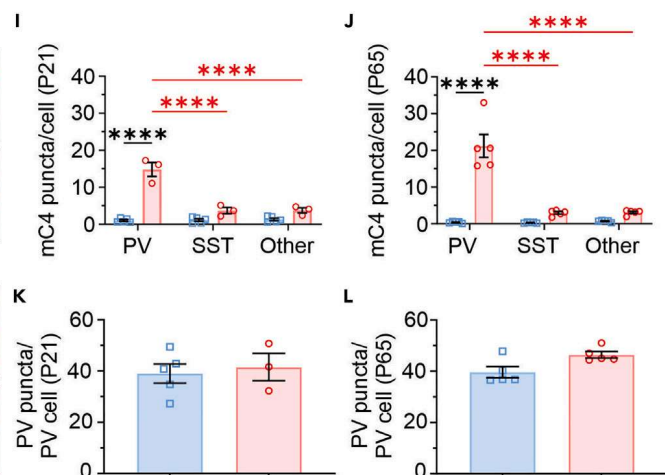 I
mC4 puncta/cell (P21)
40
30
20
10
0
****
****
****
PV SST Other
J
mC4 puncta/cell (P65)
40
30
20
10
0
****
****
****
PV SST Other
K
PV puncta/
PV cell (P21)
60
40
20
0
L
PV puncta/
PV cell (P65)
60
40
20
0